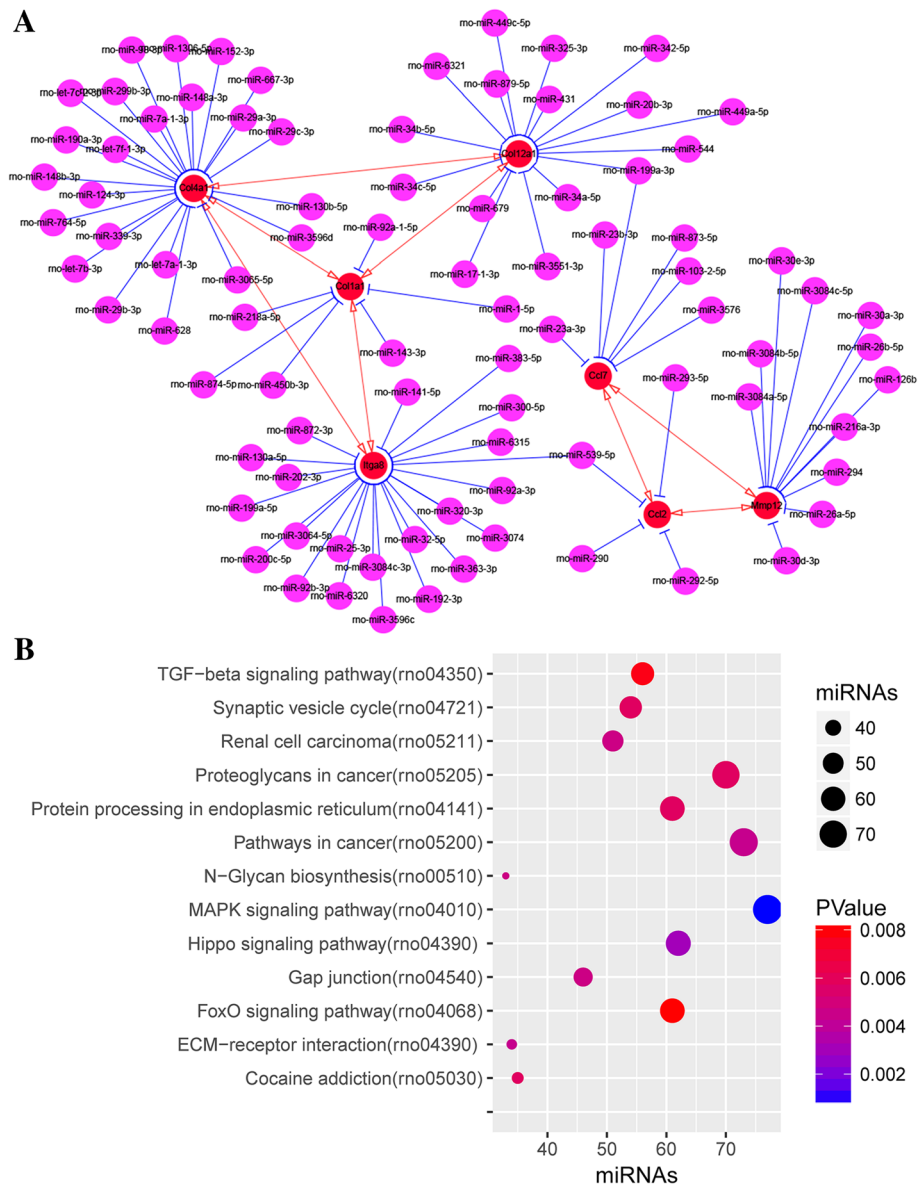 A
rno-miR-449c-5p
rno-miR-1306-5p
rno-miR-152-3p
rno-miR-325-3p
rno-miR-342-5p
rno-miR-6321
rno-miR-667-3p
rno-miR-879-5p
rno-miR-299b-3p
rno-miR-148a-3p
rno-miR-431
rno-miR-20b-3p
rno-miR-449a-5p
rno-miR-7a-1-3p
rno-miR-29a-3p
rno-miR-29c-3p
rno-miR-34b-5p
rno-miR-190a-3p
rno-let-7f-1-3p
Col12a1
rno-miR-544
rno-miR-199a-3p
rno-miR-148b-3p
rno-miR-124-3p
Col4a1
rno-miR-34c-5p
rno-miR-34a-5p
rno-miR-130b-5p
rno-miR-679
rno-miR-764-5p
rno-miR-92a-1-5p
rno-miR-339-3p
rno-miR-3596d
rno-miR-23b-3p
rno-miR-873-5p
rno-let-7b-3p
rno-let-7a-1-3p
rno-miR-3065-5p
rno-miR-17-1-3p
rno-miR-3551-3p
rno-miR-103-2-5p
rno-miR-30e-3p
Col1a1
rno-miR-3084c-5p
rno-miR-29b-3p
rno-miR-218a-5p
rno-miR-1-5p
rno-miR-3576
rno-miR-30a-3p
rno-miR-628
rno-miR-23a-3p
rno-miR-143-3p
rno-miR-383-5p
rno-miR-3084b-5p
rno-miR-26b-5p
rno-miR-874-5p
rno-miR-450b-3p
rno-miR-141-5p
Ccl7
rno-miR-293-5p
rno-miR-3084a-5p
rno-miR-126b
rno-miR-300-5p
rno-miR-872-3p
rno-miR-6315
rno-miR-216a-3p
rno-miR-130a-5p
Itga8
rno-miR-539-5p
rno-miR-202-3p
rno-miR-294
rno-miR-92a-3p
rno-miR-199a-5p
rno-miR-320-3p
Ccl2
Mmp12
rno-miR-26a-5p
rno-miR-3064-5p
rno-miR-32-5p
rno-miR-3074
rno-miR-200c-5p
rno-miR-25-3p
rno-miR-290
rno-miR-30d-3p
rno-miR-3084c-3p
rno-miR-363-3p
rno-miR-292-5p
rno-miR-92b-3p
rno-miR-6320
rno-miR-192-3p
rno-miR-3596c
B
TGF−beta signaling pathway(rno04350)
Synaptic vesicle cycle(rno04721)
Renal cell carcinoma(rno05211)
Proteoglycans in cancer(rno05205)
Protein processing in endoplasmic reticulum(rno04141)
Pathways in cancer(rno05200)
N−Glycan biosynthesis(rno00510)
MAPK signaling pathway(rno04010)
Hippo signaling pathway(rno04390)
Gap junction(rno04540)
FoxO signaling pathway(rno04068)
ECM−receptor interaction(rno04390)
Cocaine addiction(rno05030)
40 50 60 70
miRNAs
miRNAs
40
50
60
70
PValue
0.008
0.006
0.004
0.002